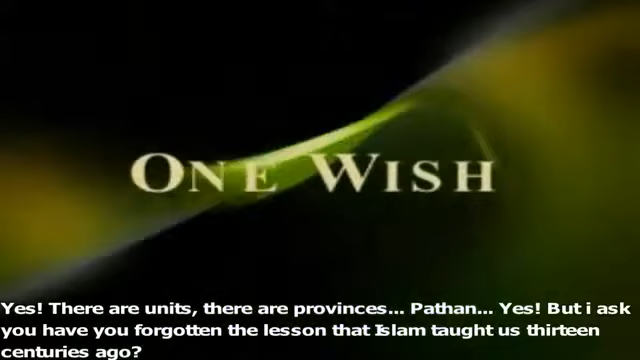 ONE WISH
Yes! There are units, there are provinces... Pathan... Yes! But i ask
you have you forgotten the lesson that Islam taught us thirteen
centuries ago?